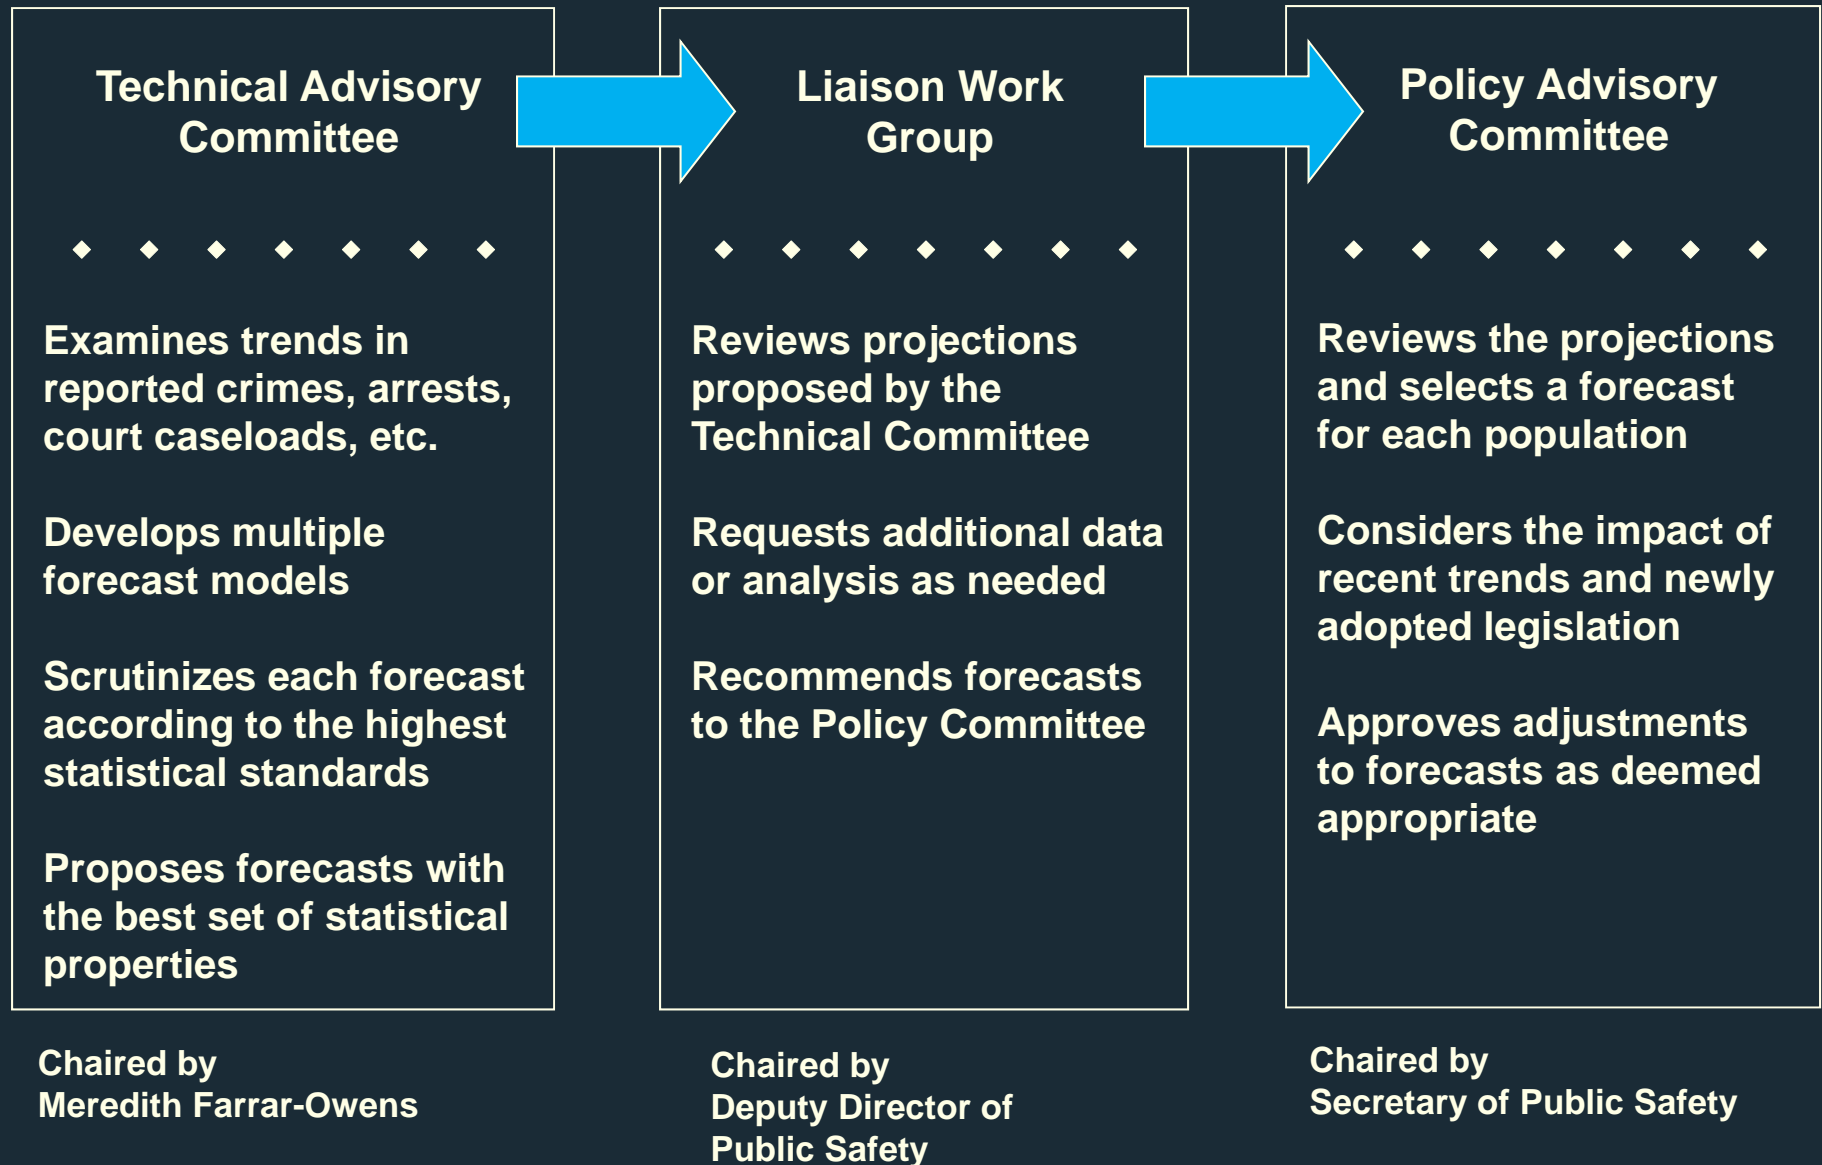 Technical Advisory
Committee
Examines trends in
reported crimes, arrests,
court caseloads, etc.
Develops multiple
forecast models
Scrutinizes each forecast
according to the highest
statistical standards
Proposes forecasts with
the best set of statistical
properties
Chaired by
Meredith Farrar-Owens
Liaison Work
Group
Reviews projections
proposed by the
Technical Committee
Requests additional data
or analysis as needed
Recommends forecasts
to the Policy Committee
Chaired by
Deputy Director of
Public Safety
Policy Advisory
Committee
Reviews the projections
and selects a forecast
for each population
Considers the impact of
recent trends and newly
adopted legislation
Approves adjustments
to forecasts as deemed
appropriate
Chaired by
Secretary of Public Safety